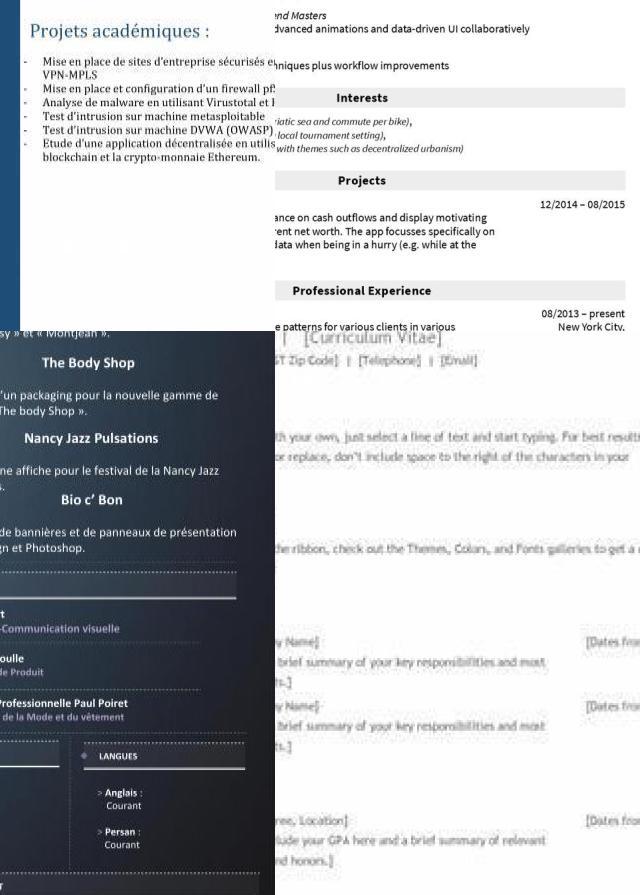 Projets académiques :
- Mise en place de sites d'entreprise sécurisés e
VPN-MPLS
- Mise en place et configuration d'un firewall pf
- Analyse de malware en utilisant Virustotal et
- Test d'intrusion sur machine metasploitable
- Test d'intrusion sur machine DVWA (OWASP)
- Etude d'une application décentralisée en utilis
blockchain et la crypto-monnaie Ethereum.
and Masters
dvanced animations and data-driven UI collaboratively
hniques plus workflow improvements
Interests
riatic sea and commute per bike),
local tournament setting),
with themes such as decentralized urbanism)
Projects
12/2014 – 08/2015
ance on cash outflows and display motivating
rent net worth. The app focusses specifically on
data when being in a hurry (e.g. while at the
Professional Experience
08/2013 – present
e patterns for various clients in various
New York City,
sy » et « Montjean ».
The Body Shop
'un packaging pour la nouvelle gamme de
The body Shop ».
Nancy Jazz Pulsations
ne affiche pour le festival de la Nancy Jazz
s.
Bio c' Bon
de bannières et de panneaux de présentation
gn et Photoshop.
t
-Communication visuelle
oulle
de Produit
Professionnelle Paul Poiret
de la Mode et du vêtement
LANGUES
> Anglais :
Courant
> Persan :
Courant
| [Curriculum Vitae]
ST Zip Code] | [Telephone] | [Email]
th your own, just select a line of text and start typing. For best results
or replace, don't include space to the right of the characters in your
the ribbon, check out the Themes, Colors, and Fonts galleries to get a
y Name] [Dates from
brief summary of your key responsibilities and most
ts.]
y Name] [Dates from
brief summary of your key responsibilities and most
ts.]
ree, Location] [Dates from
lude your GPA here and a brief summary of relevant
nd honors.]